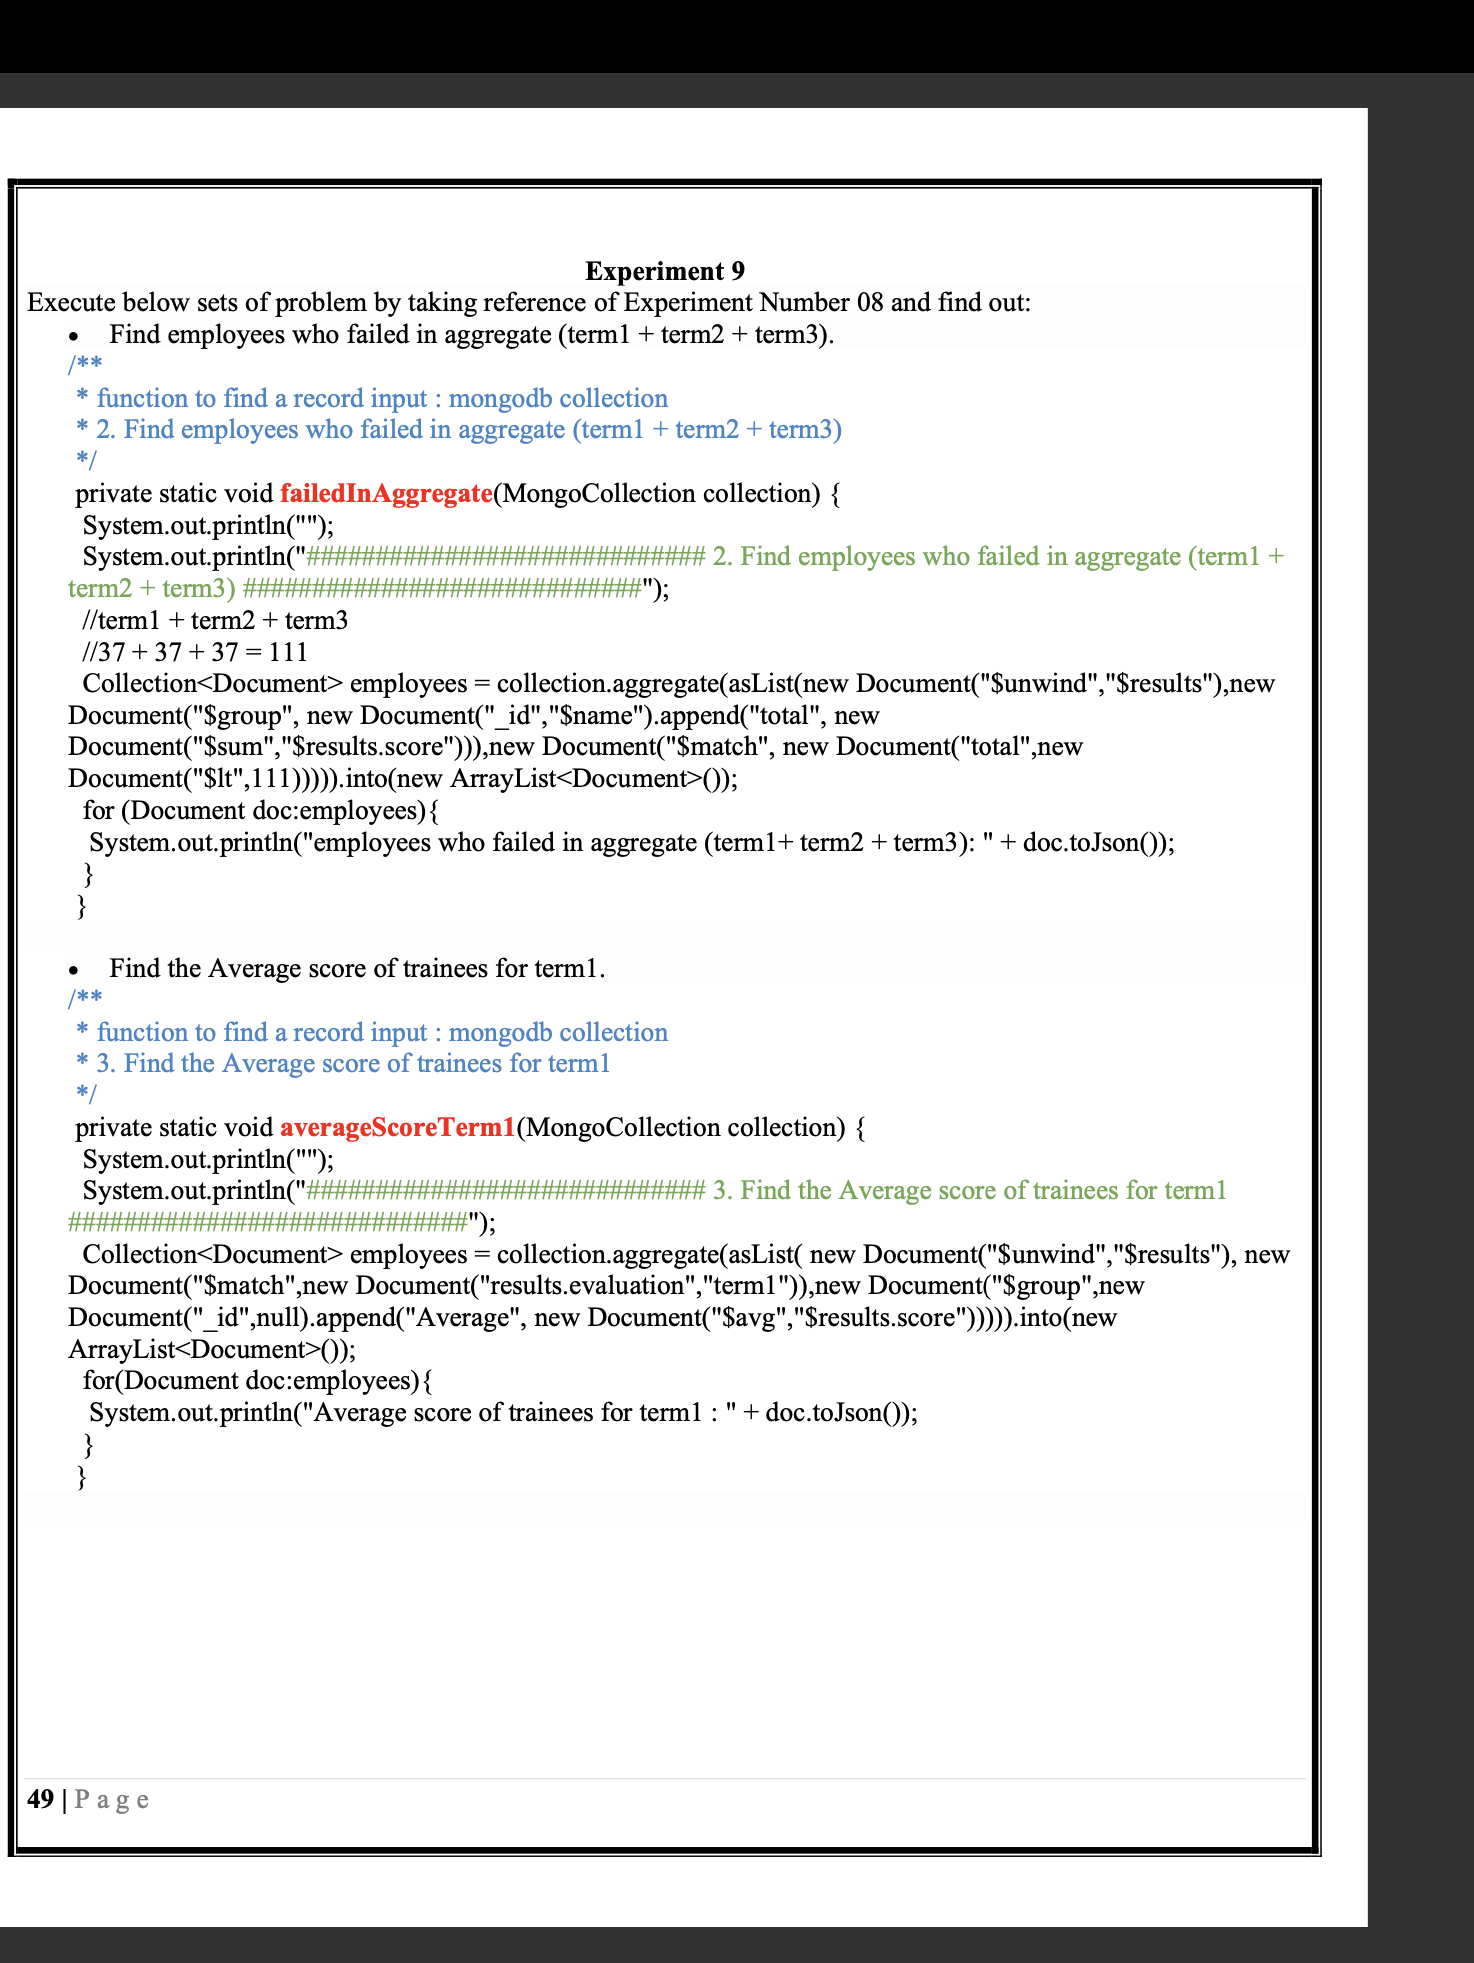 Experiment 9
Execute below sets of problem by taking reference of Experiment Number 08 and find out:
• Find employees who failed in aggregate (term1 + term2 + term3).
/**
* function to find a record input : mongodb collection
* 2. Find employees who failed in aggregate (term1 + term2 + term3)
*/
private static void failedInAggregate(MongoCollection collection) {
System.out.println("");
System.out.println("############################# 2. Find employees who failed in aggregate (term1 +
term2 + term3) #############################");
//term1 + term2 + term3
//37 + 37 + 37 = 111
Collection<Document> employees = collection.aggregate(asList(new Document("$unwind","$results"),new
Document("$group", new Document("_id","$name").append("total", new
Document("$sum","$results.score"))),new Document("$match", new Document("total",new
Document("$lt",111))))).into(new ArrayList<Document>());
for (Document doc:employees){
System.out.println("employees who failed in aggregate (term1+ term2 + term3): " + doc.toJson());
}
}
• Find the Average score of trainees for term1.
/**
* function to find a record input : mongodb collection
* 3. Find the Average score of trainees for term1
*/
private static void averageScoreTerm1(MongoCollection collection) {
System.out.println("");
System.out.println("############################# 3. Find the Average score of trainees for term1
#############################");
Collection<Document> employees = collection.aggregate(asList( new Document("$unwind","$results"), new
Document("$match",new Document("results.evaluation","term1")),new Document("$group",new
Document("_id",null).append("Average", new Document("$avg","$results.score"))))).into(new
ArrayList<Document>());
for(Document doc:employees){
System.out.println("Average score of trainees for term1 : " + doc.toJson());
}
}
49 | P a g e